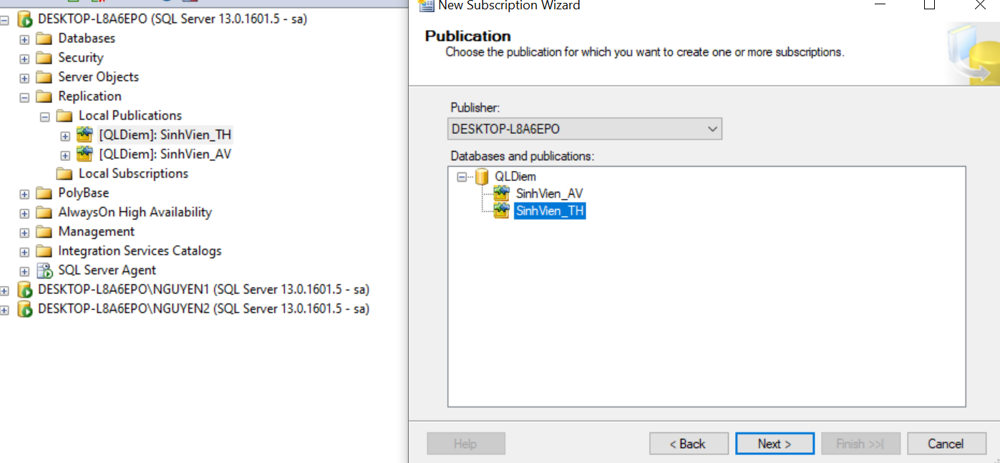 DESKTOP-L8A6EPO (SQL Server 13.0.1601.5 - sa)
Databases
Security
Server Objects
Replication
Local Publications
[QLDiem]: SinhVien_TH
[QLDiem]: SinhVien_AV
Local Subscriptions
PolyBase
AlwaysOn High Availability
Management
Integration Services Catalogs
SQL Server Agent
DESKTOP-L8A6EPO\NGUYEN1 (SQL Server 13.0.1601.5 - sa)
DESKTOP-L8A6EPO\NGUYEN2 (SQL Server 13.0.1601.5 - sa)
New Subscription Wizard
Publication
Choose the publication for which you want to create one or more subscriptions.
Publisher:
DESKTOP-L8A6EPO
Databases and publications:
QLDiem
SinhVien_AV
SinhVien_TH
Help
< Back
Next >
Finish >>|
Cancel